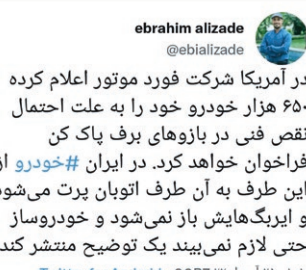 ebrahim alizade
@ebializade
در آمریکا شرکت فورد موتور اعلام کرده
۶۵۰ هزار خودرو خود را به علت احتمال
نقص فنی در بازوهای برف پاک کن
فراخوان خواهد کرد. در ایران #خودرو از
این طرف به آن طرف اتوبان پرت می‌شود
و ایربگ‌هایش باز نمی‌شود و خودروساز
حتی لازم نمی‌بیند یک توضیح منتشر کند